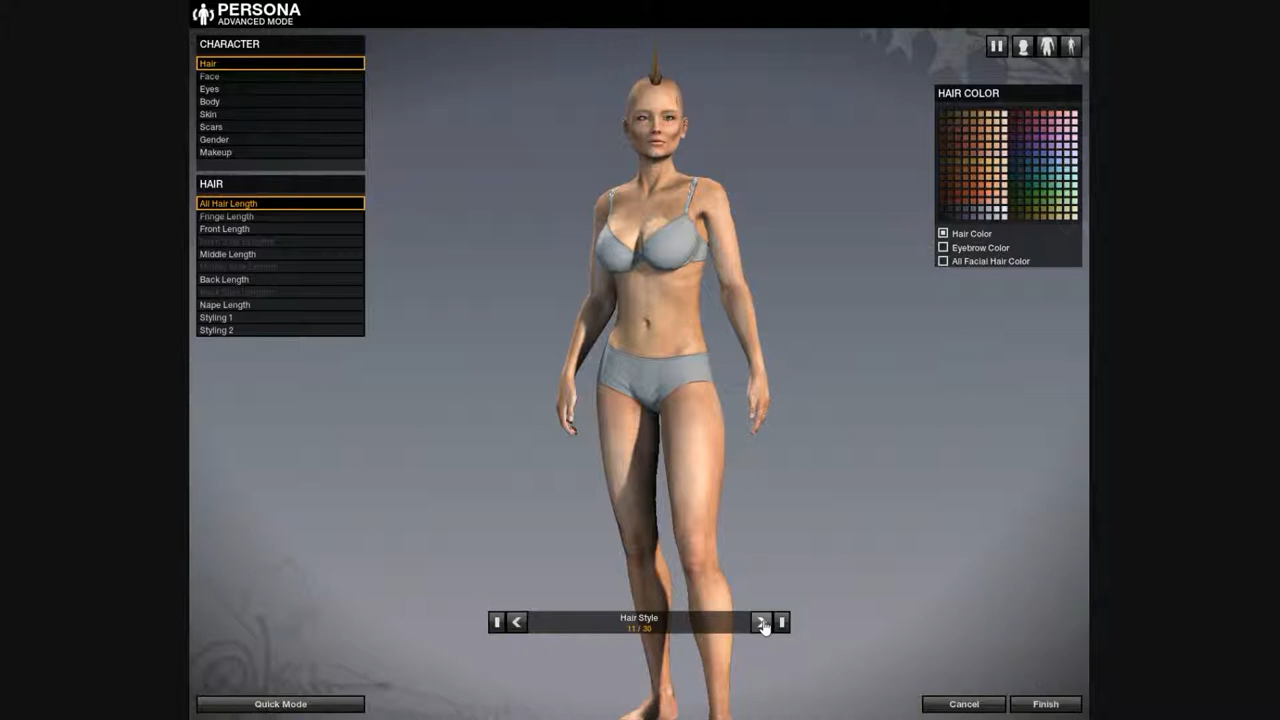 PERSONA
ADVANCED MODE
CHARACTER
Hair
Face
Eyes
Body
Skin
Scars
Gender
Makeup
HAIR
All Hair Length
Fringe Length
Front Length
Middle Length
Back Length
Nape Length
Styling 1
Styling 2
HAIR COLOR
Hair Color
Eyebrow Color
All Facial Hair Color
Hair Style
11 / 30
Quick Mode
Cancel
Finish